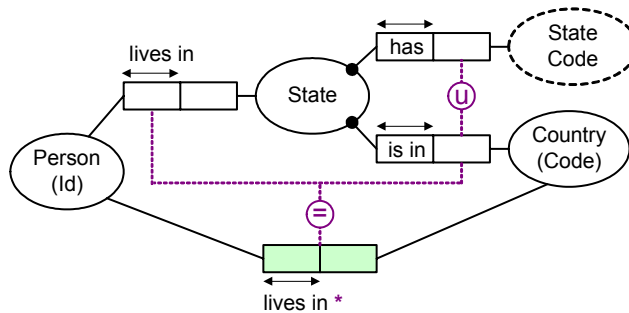 lives in
has
State
Code
State
u
Person
(Id)
is in
Country
(Code)
=
lives in *